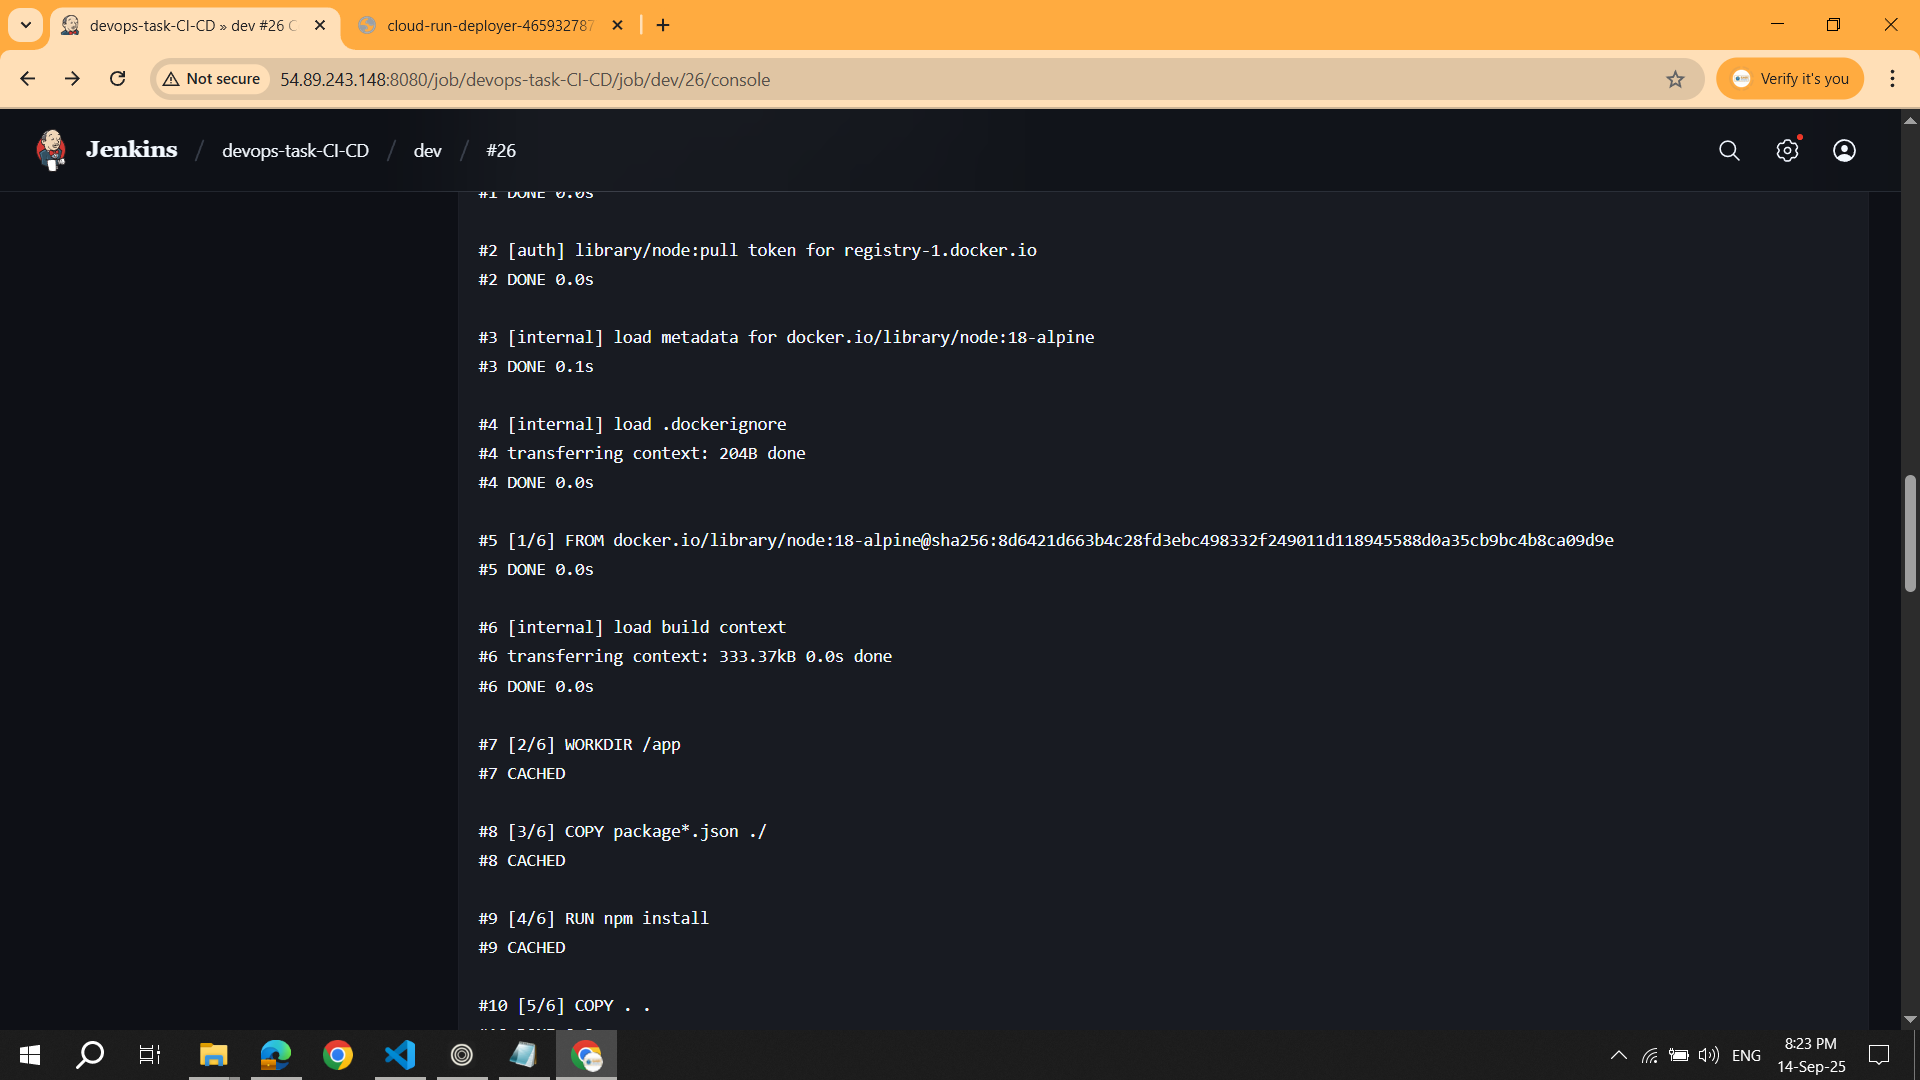 devops-task-CI-CD » dev #26 C
cloud-run-deployer-465932787
Not secure
54.89.243.148:8080/job/devops-task-CI-CD/job/dev/26/console
Verify it's you
Jenkins / devops-task-CI-CD / dev / #26
#1 DONE 0.0s
#2 [auth] library/node:pull token for registry-1.docker.io
#2 DONE 0.0s
#3 [internal] load metadata for docker.io/library/node:18-alpine
#3 DONE 0.1s
#4 [internal] load .dockerignore
#4 transferring context: 204B done
#4 DONE 0.0s
#5 [1/6] FROM docker.io/library/node:18-alpine@sha256:8d6421d663b4c28fd3ebc498332f249011d118945588d0a35cb9bc4b8ca09d9e
#5 DONE 0.0s
#6 [internal] load build context
#6 transferring context: 333.37kB 0.0s done
#6 DONE 0.0s
#7 [2/6] WORKDIR /app
#7 CACHED
#8 [3/6] COPY package*.json ./
#8 CACHED
#9 [4/6] RUN npm install
#9 CACHED
#10 [5/6] COPY . .
ENG
8:23 PM
14-Sep-25